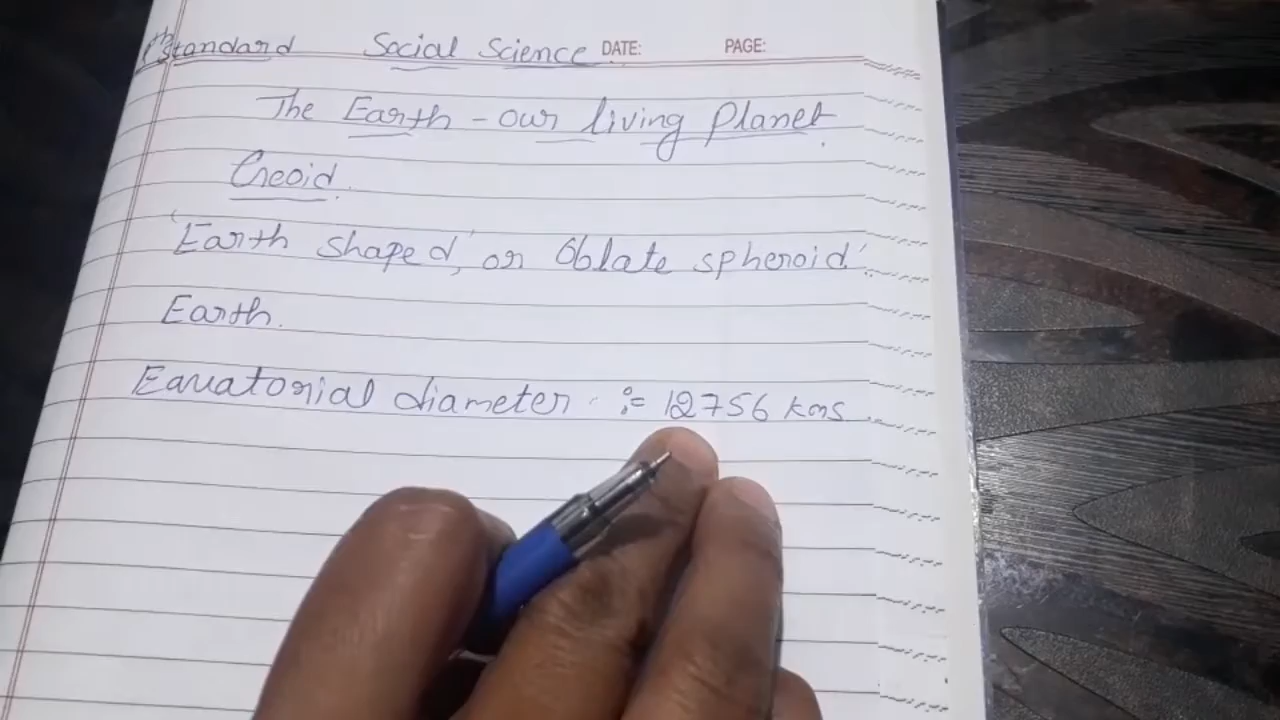 th Standard Social Science DATE: PAGE:
The Earth - our living Planet.
Geoid.
'Earth shaped' or Oblate spheroid'.
Earth.
Equatorial diameter := 12756 kms.